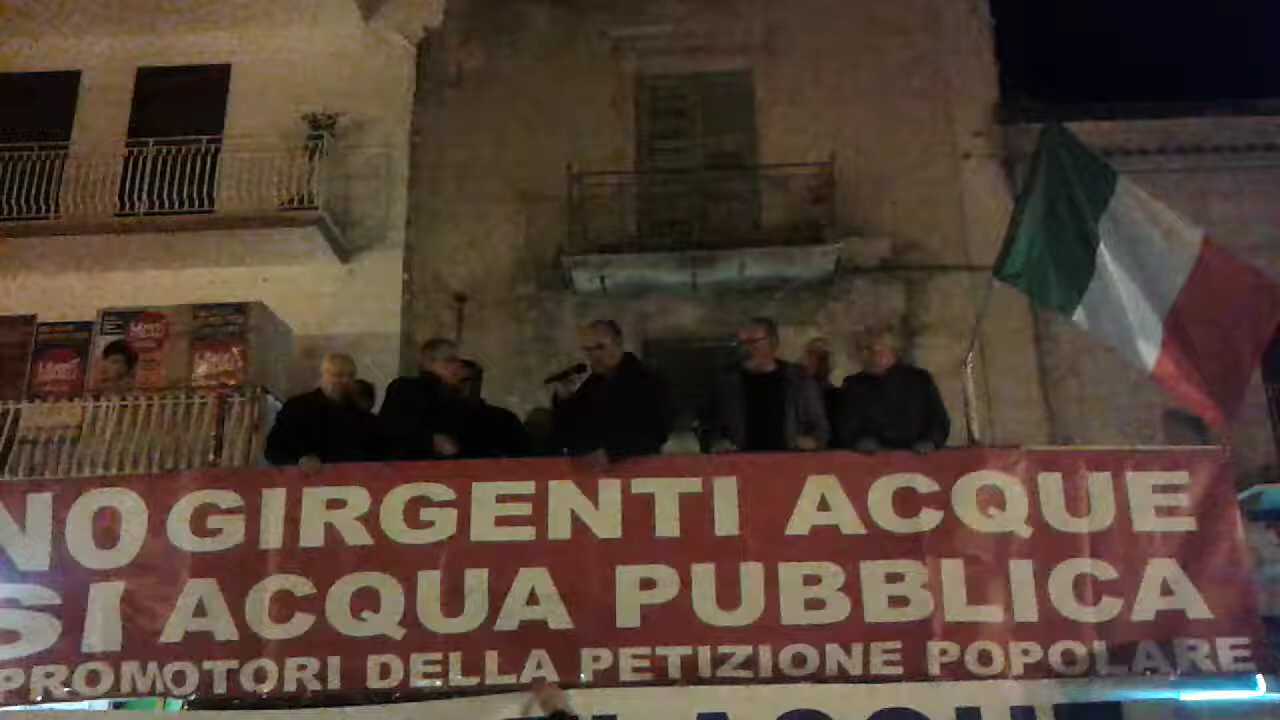 NO GIRGENTI ACQUE
SI ACQUA PUBBLICA
PROMOTORI DELLA PETIZIONE POPOLARE